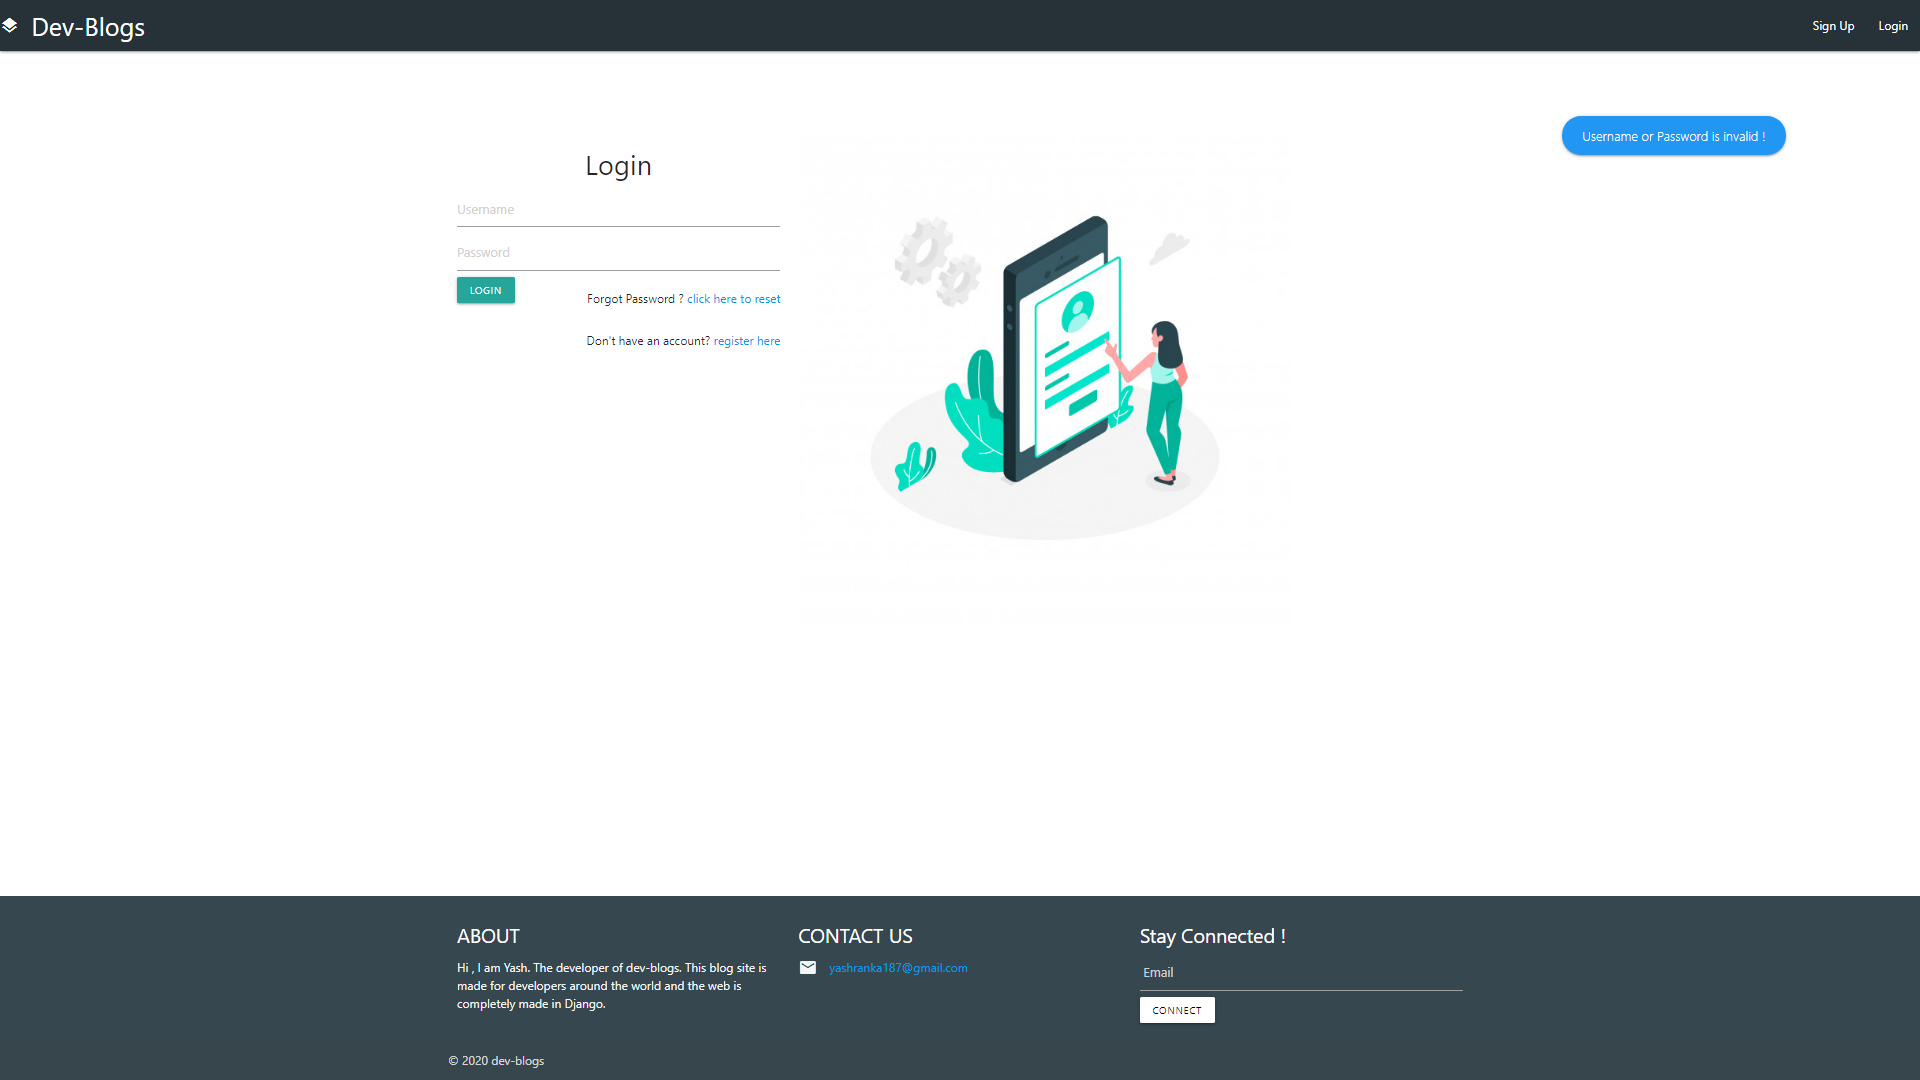 Dev-Blogs
Sign Up
Login
Username or Password is invalid !
Login
Username
Password
LOGIN
Forgot Password ? click here to reset
Don't have an account? register here
ABOUT
Hi , I am Yash. The developer of dev-blogs. This blog site is
made for developers around the world and the web is
completely made in Django.
CONTACT US
yashranka187@gmail.com
Stay Connected !
Email
CONNECT
© 2020 dev-blogs